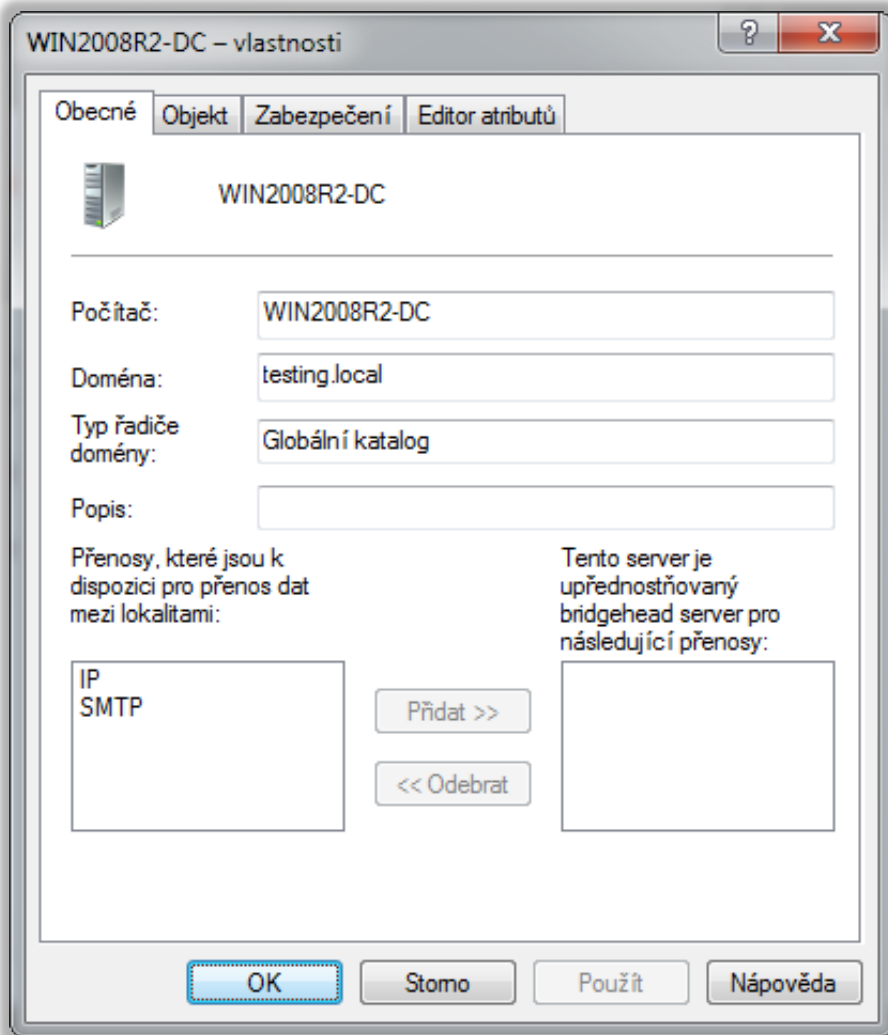 WIN2008R2-DC – vlastnosti
Obecné Objekt Zabezpečení Editor atributů
WIN2008R2-DC
Počítač: WIN2008R2-DC
Doména: testing.local
Typ řadiče
domény: Globální katalog
Popis:
Přenosy, které jsou k
dispozici pro přenos dat
mezi lokalitami:
Tento server je
upřednostňovaný
bridgehead server pro
následující přenosy:
IP
SMTP
Přidat >>
<< Odebrat
OK Storno Použít Nápověda